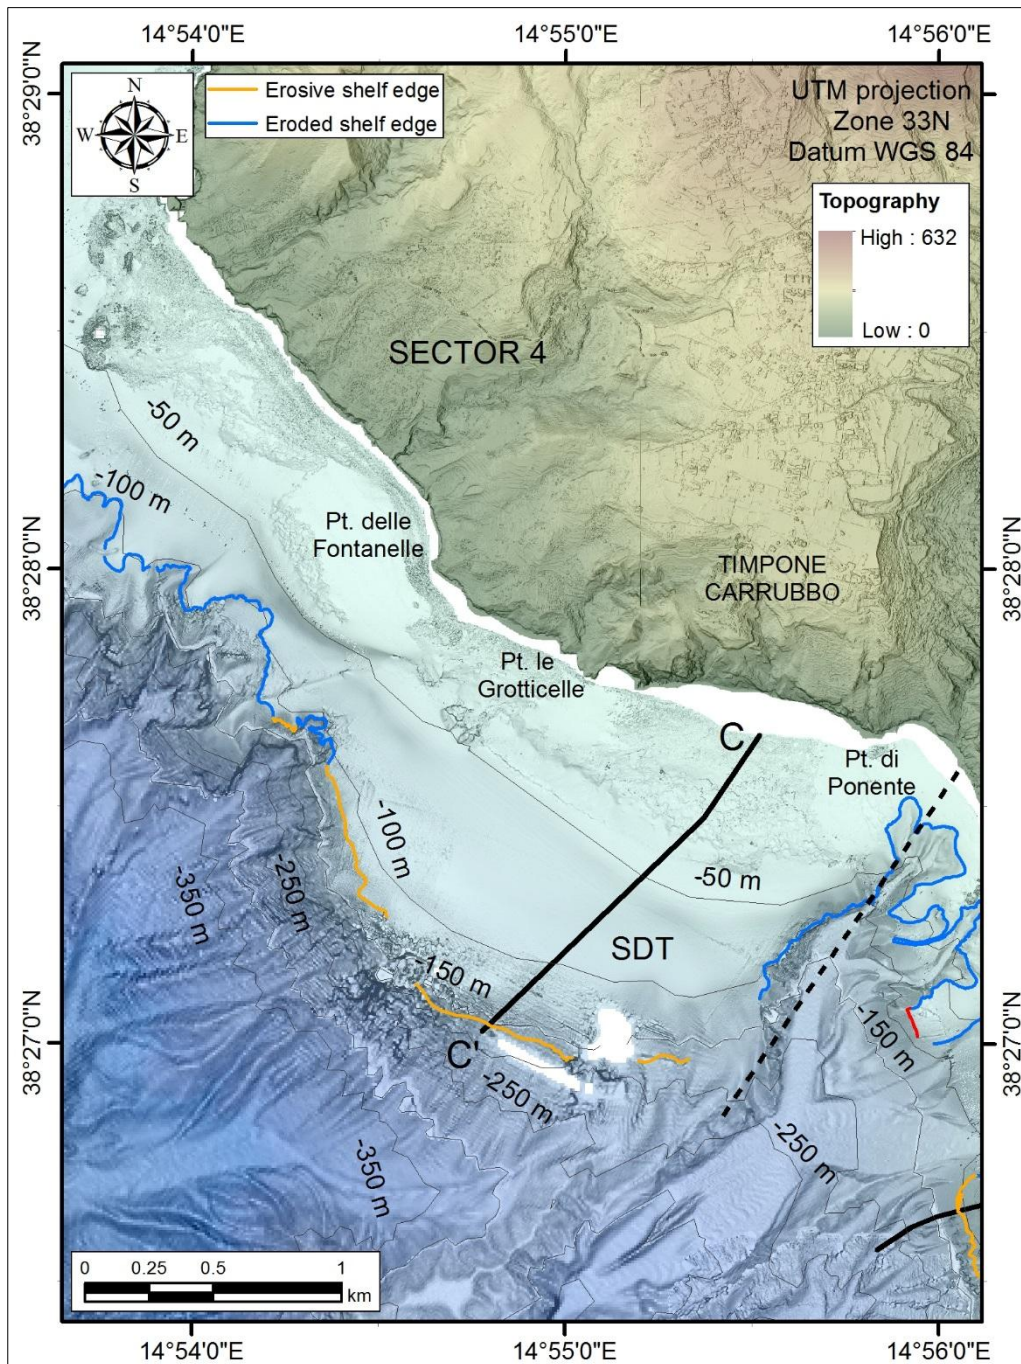 14°54'0"E
14°55'0"E
14°56'0"E
38°29'0"N
N
W
E
S
Erosive shelf edge
Eroded shelf edge
UTM projection
Zone 33N
Datum WGS 84
Topography
High : 632
Low : 0
SECTOR 4
-50 m
-100 m
Pt. delle
Fontanelle
38°28'0"N
38°28'0"N
TIMPONE
CARRUBBO
Pt. le
Grotticelle
C
Pt. di
Ponente
-100 m
-50 m
-350 m
-250 m
SDT
-150 m
-150 m
38°27'0"N
38°27'0"N
C'
-250 m
-250 m
-350 m
0
0.25
0.5
1
km
14°54'0"E
14°55'0"E
14°56'0"E
38°29'0"N